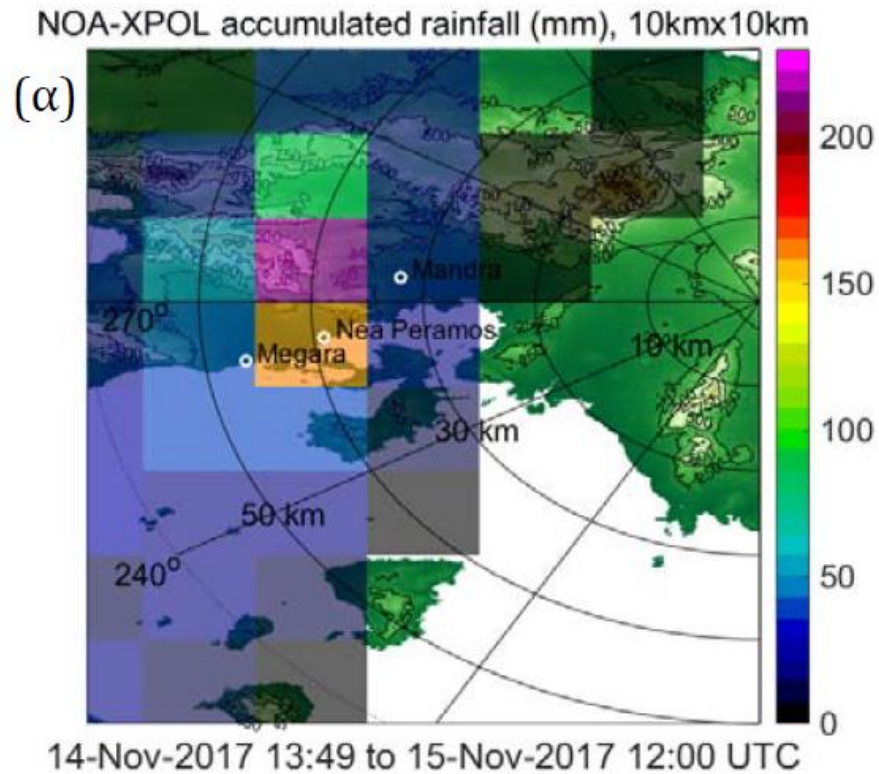 NOA-XPOL accumulated rainfall (mm), 10kmx10km
(α)
200
Mandra
270°
Nea Peramos
150
10 km
Megara
100
30 km
50 km
240°
50
0
14-Nov-2017 13:49 to 15-Nov-2017 12:00 UTC